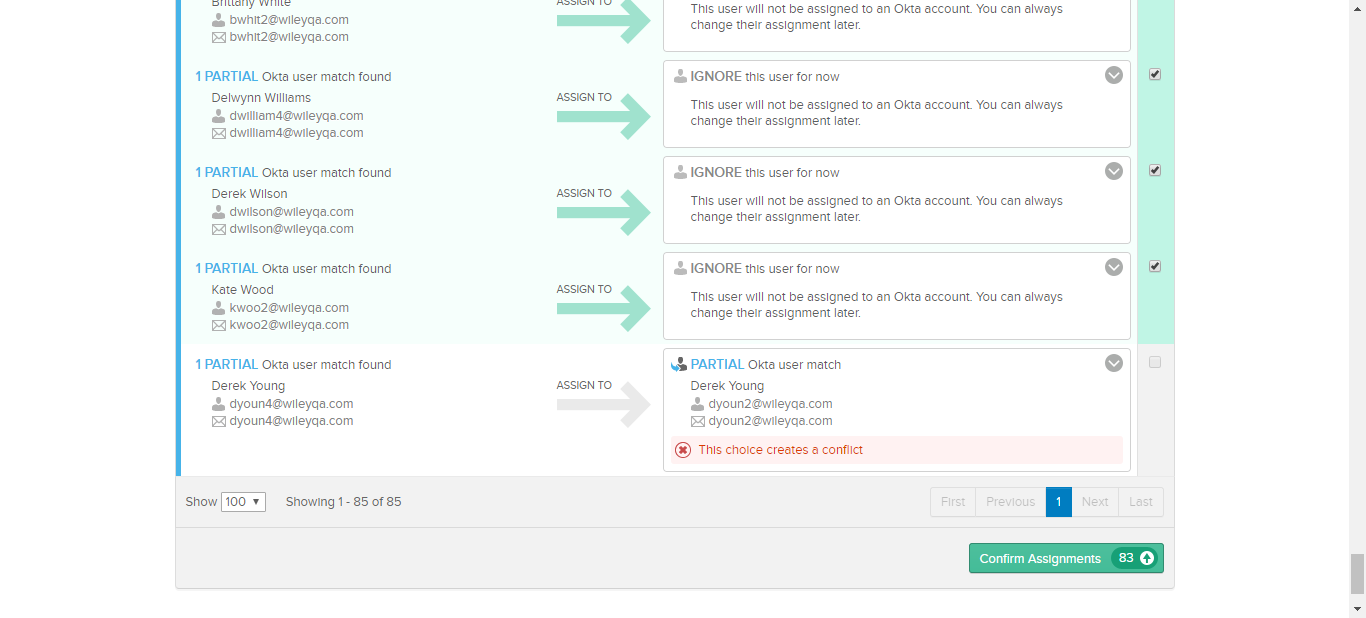 Brittany White
bwhit2@wileyqa.com
bwhit2@wileyqa.com
ASSIGN TO
This user will not be assigned to an Okta account. You can always
change their assignment later.
1 PARTIAL Okta user match found
Delwynn Williams
dwilliam4@wileyqa.com
dwilliam4@wileyqa.com
ASSIGN TO
IGNORE this user for now
This user will not be assigned to an Okta account. You can always
change their assignment later.
1 PARTIAL Okta user match found
Derek Wilson
dwilson@wileyqa.com
dwilson@wileyqa.com
ASSIGN TO
IGNORE this user for now
This user will not be assigned to an Okta account. You can always
change their assignment later.
1 PARTIAL Okta user match found
Kate Wood
kwoo2@wileyqa.com
kwoo2@wileyqa.com
ASSIGN TO
IGNORE this user for now
This user will not be assigned to an Okta account. You can always
change their assignment later.
1 PARTIAL Okta user match found
Derek Young
dyoun4@wileyqa.com
dyoun4@wileyqa.com
ASSIGN TO
PARTIAL Okta user match
Derek Young
dyoun2@wileyqa.com
dyoun2@wileyqa.com
This choice creates a conflict
Show 100 Showing 1 - 85 of 85
First Previous 1 Next Last
Confirm Assignments 83